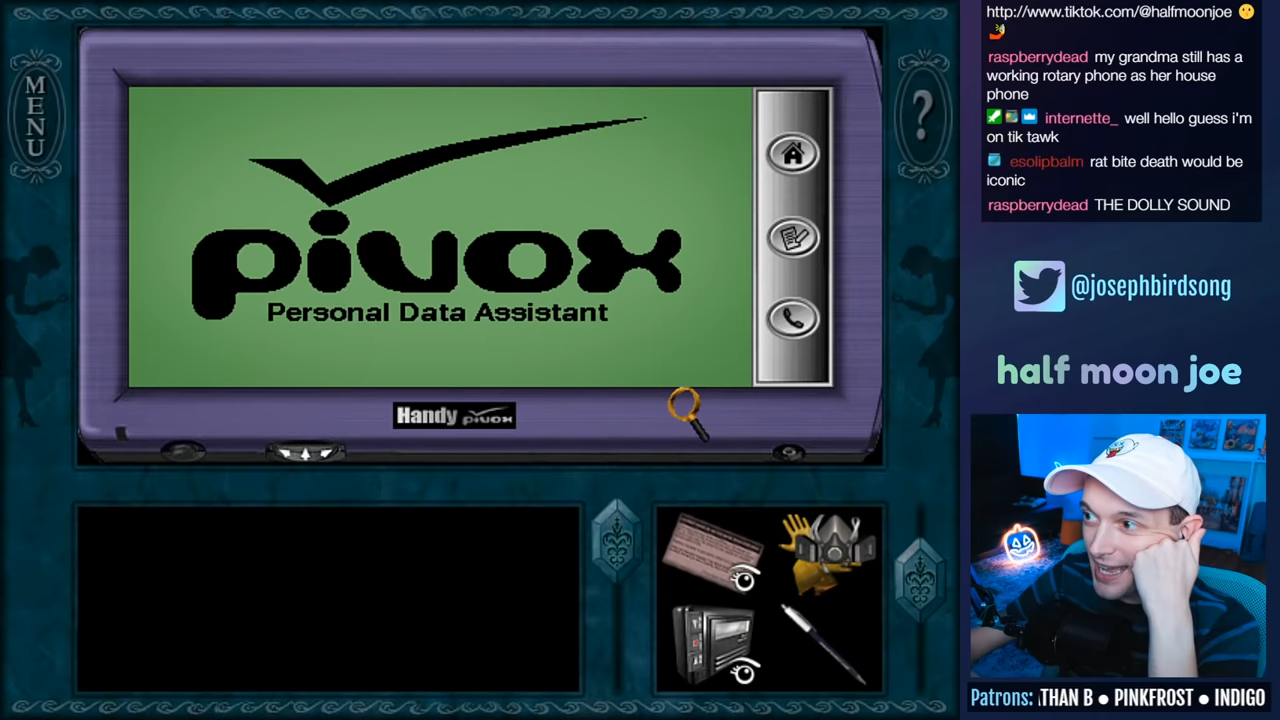 MENU
?
pivox
Personal Data Assistant
Handy pivox
http://www.tiktok.com/@halfmoonjoe
raspberrydead my grandma still has a
working rotary phone as her house
phone
internette_ well hello guess i'm
on tik tawk
esolipbalm rat bite death would be
iconic
raspberrydead THE DOLLY SOUND
@josephbirdsong
half moon joe
Patrons: THAN B ● PINKFROST ● INDIGO